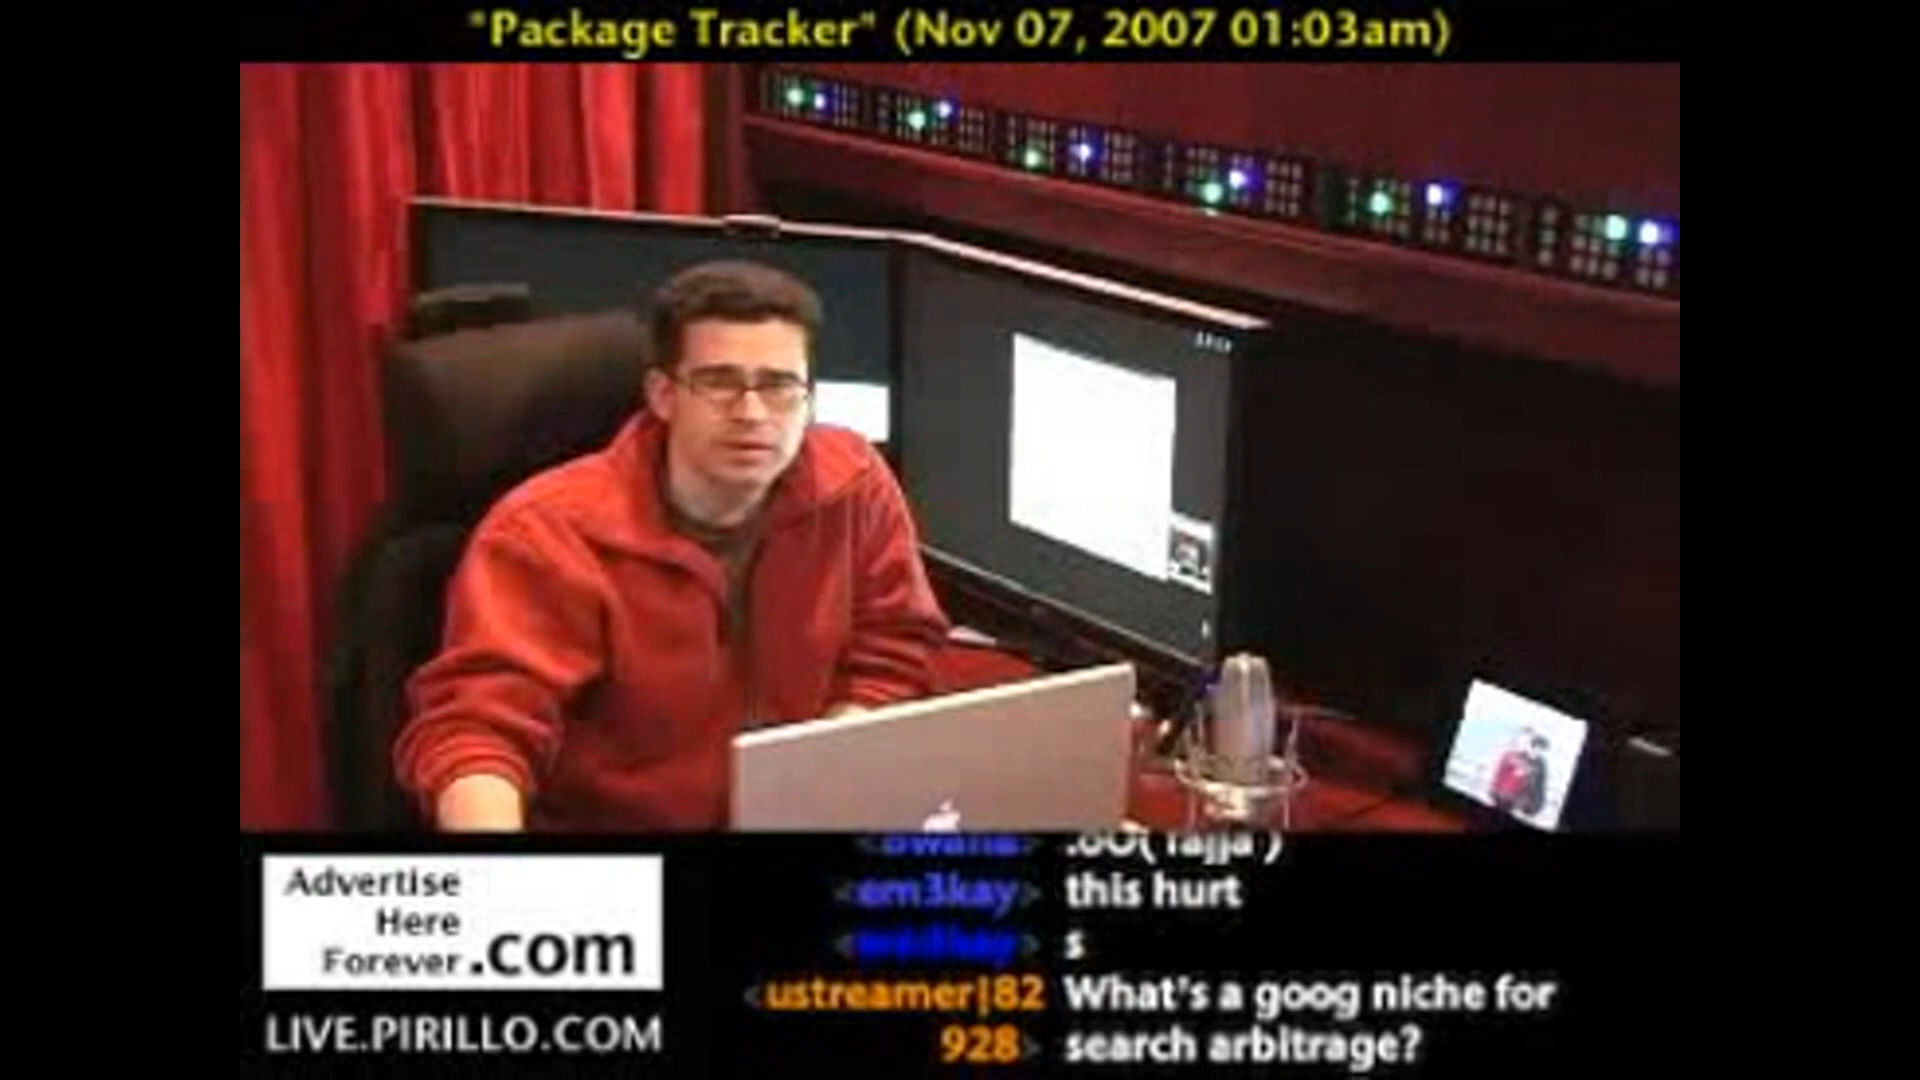 "Package Tracker" (Nov 07, 2007 01:03am)
Advertise
Here
Forever.com
LIVE.PIRILLO.COM
<em3kay> this hurt
s
<ustreamer|82 What's a goog niche for
928> search arbitrage?